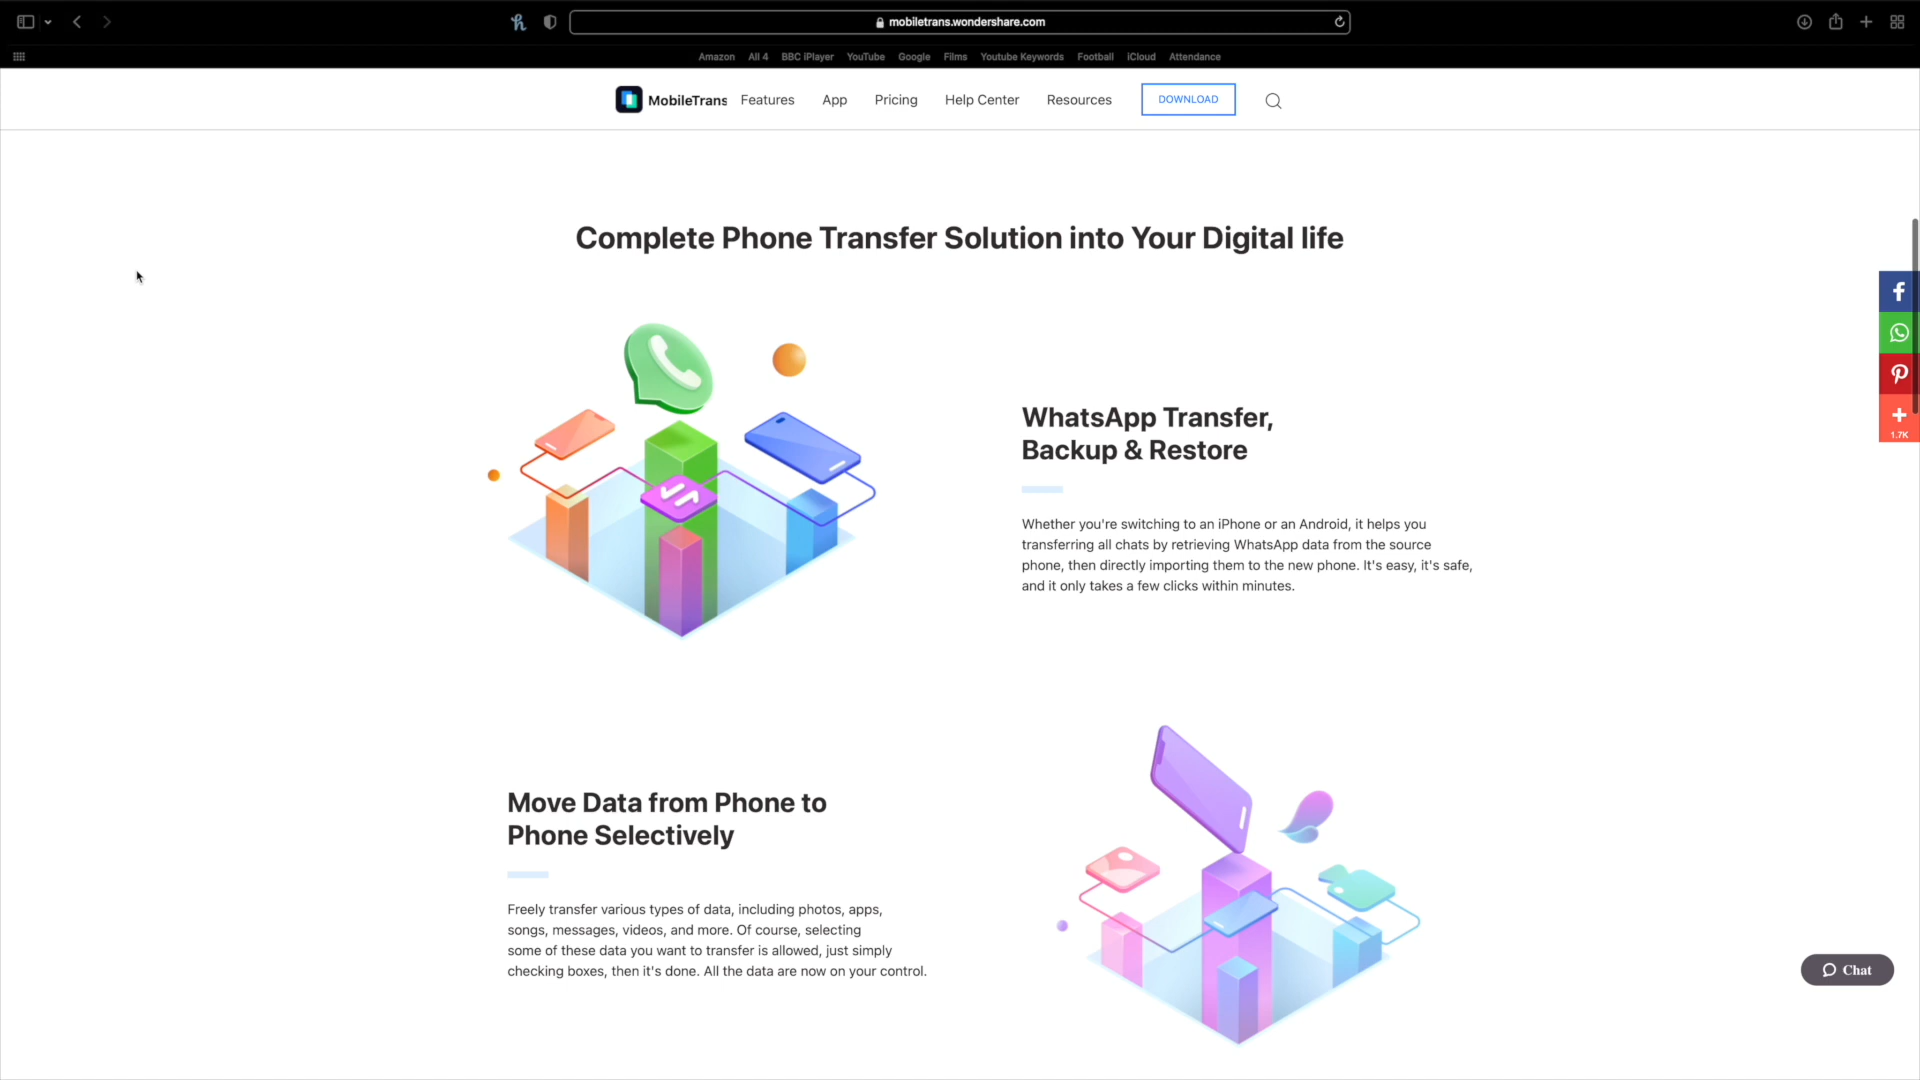 mobiletrans.wondershare.com
Amazon All 4 BBC iPlayer YouTube Google Films Youtube Keywords Football iCloud Attendance
MobileTrans Features App Pricing Help Center Resources DOWNLOAD
Complete Phone Transfer Solution into Your Digital life
WhatsApp Transfer,
Backup & Restore
Whether you're switching to an iPhone or an Android, it helps you
transferring all chats by retrieving WhatsApp data from the source
phone, then directly importing them to the new phone. It's easy, it's safe,
and it only takes a few clicks within minutes.
1.7K
Move Data from Phone to
Phone Selectively
Freely transfer various types of data, including photos, apps,
songs, messages, videos, and more. Of course, selecting
some of these data you want to transfer is allowed, just simply
checking boxes, then it's done. All the data are now on your control.
Chat